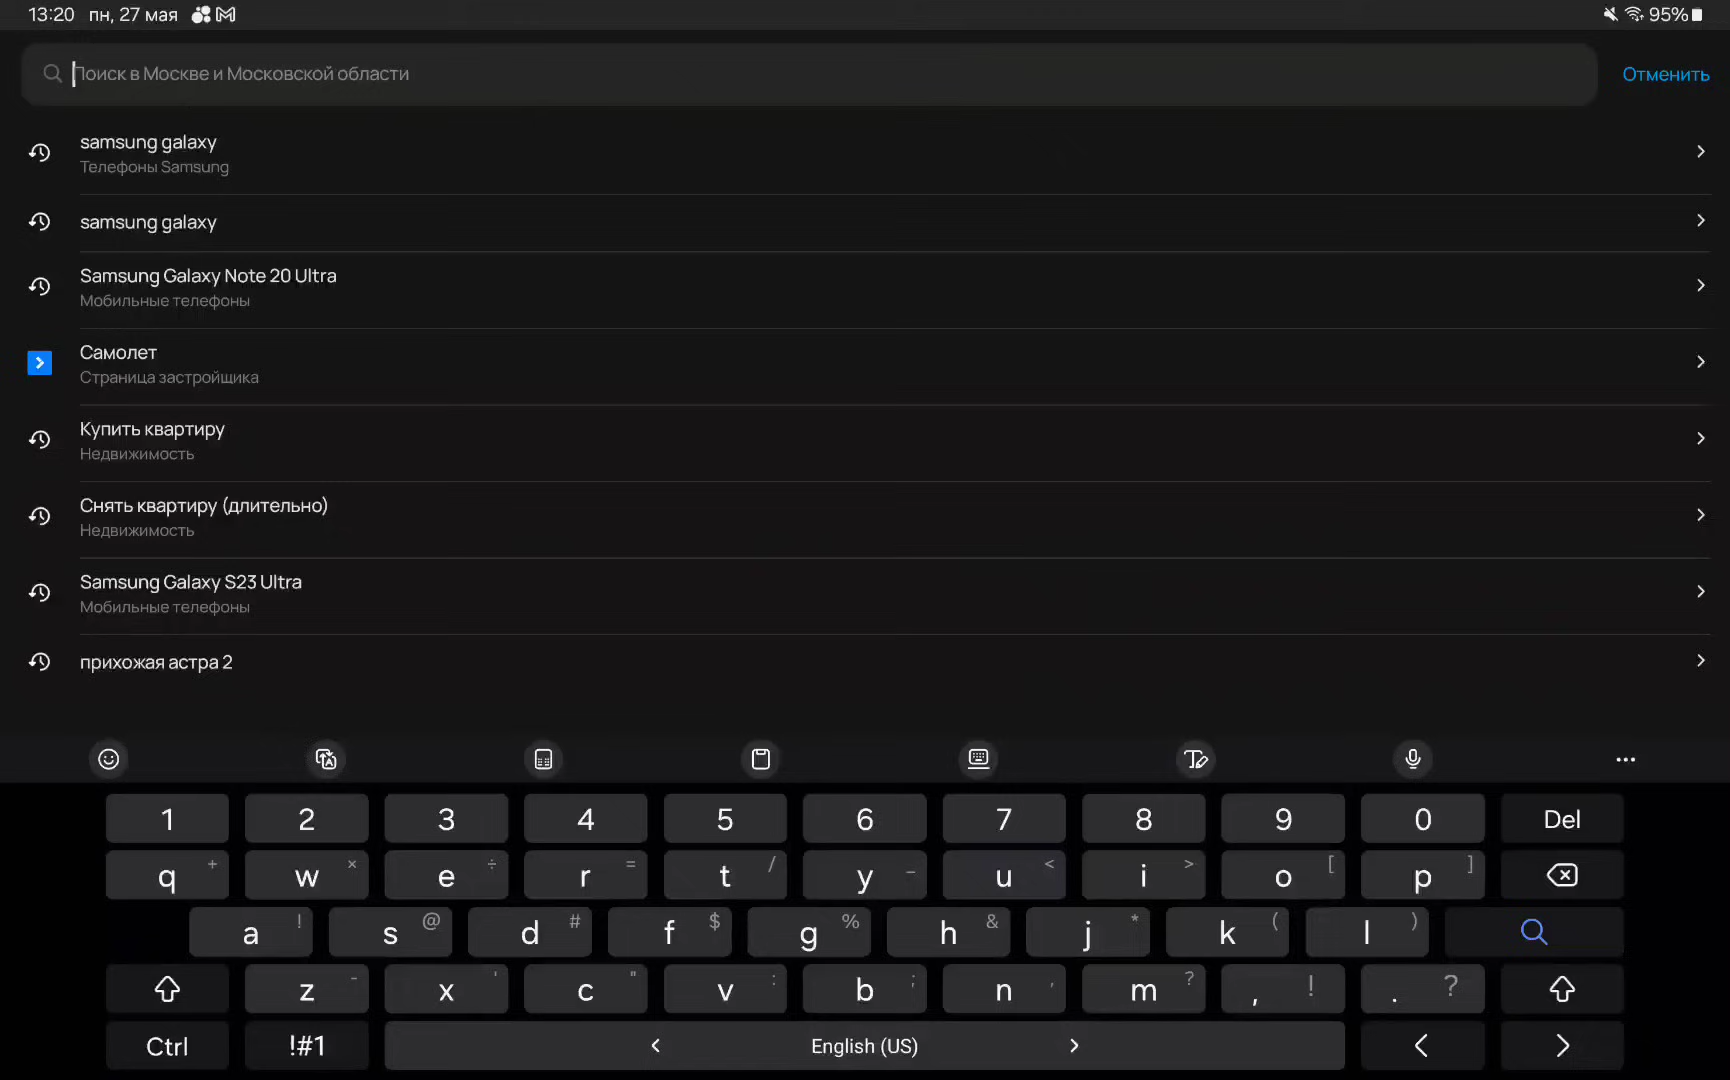 13:20 пн, 27 мая 95%
Поиск в Москве и Московской области Отменить
samsung galaxy
Телефоны Samsung
samsung galaxy
Samsung Galaxy Note 20 Ultra
Мобильные телефоны
Самолет
Страница застройщика
Купить квартиру
Недвижимость
Снять квартиру (длительно)
Недвижимость
Samsung Galaxy S23 Ultra
Мобильные телефоны
прихожая астра 2
1 2 3 4 5 6 7 8 9 0 Del
q + w × e ÷ r = t / y _ u < i > o [ p ]
a ! s @ d # f $ g % h & j * k ( l )
z - x ' c " v : b ; n , m ? , ! . ?
Ctrl !#1 < English (US) > < >